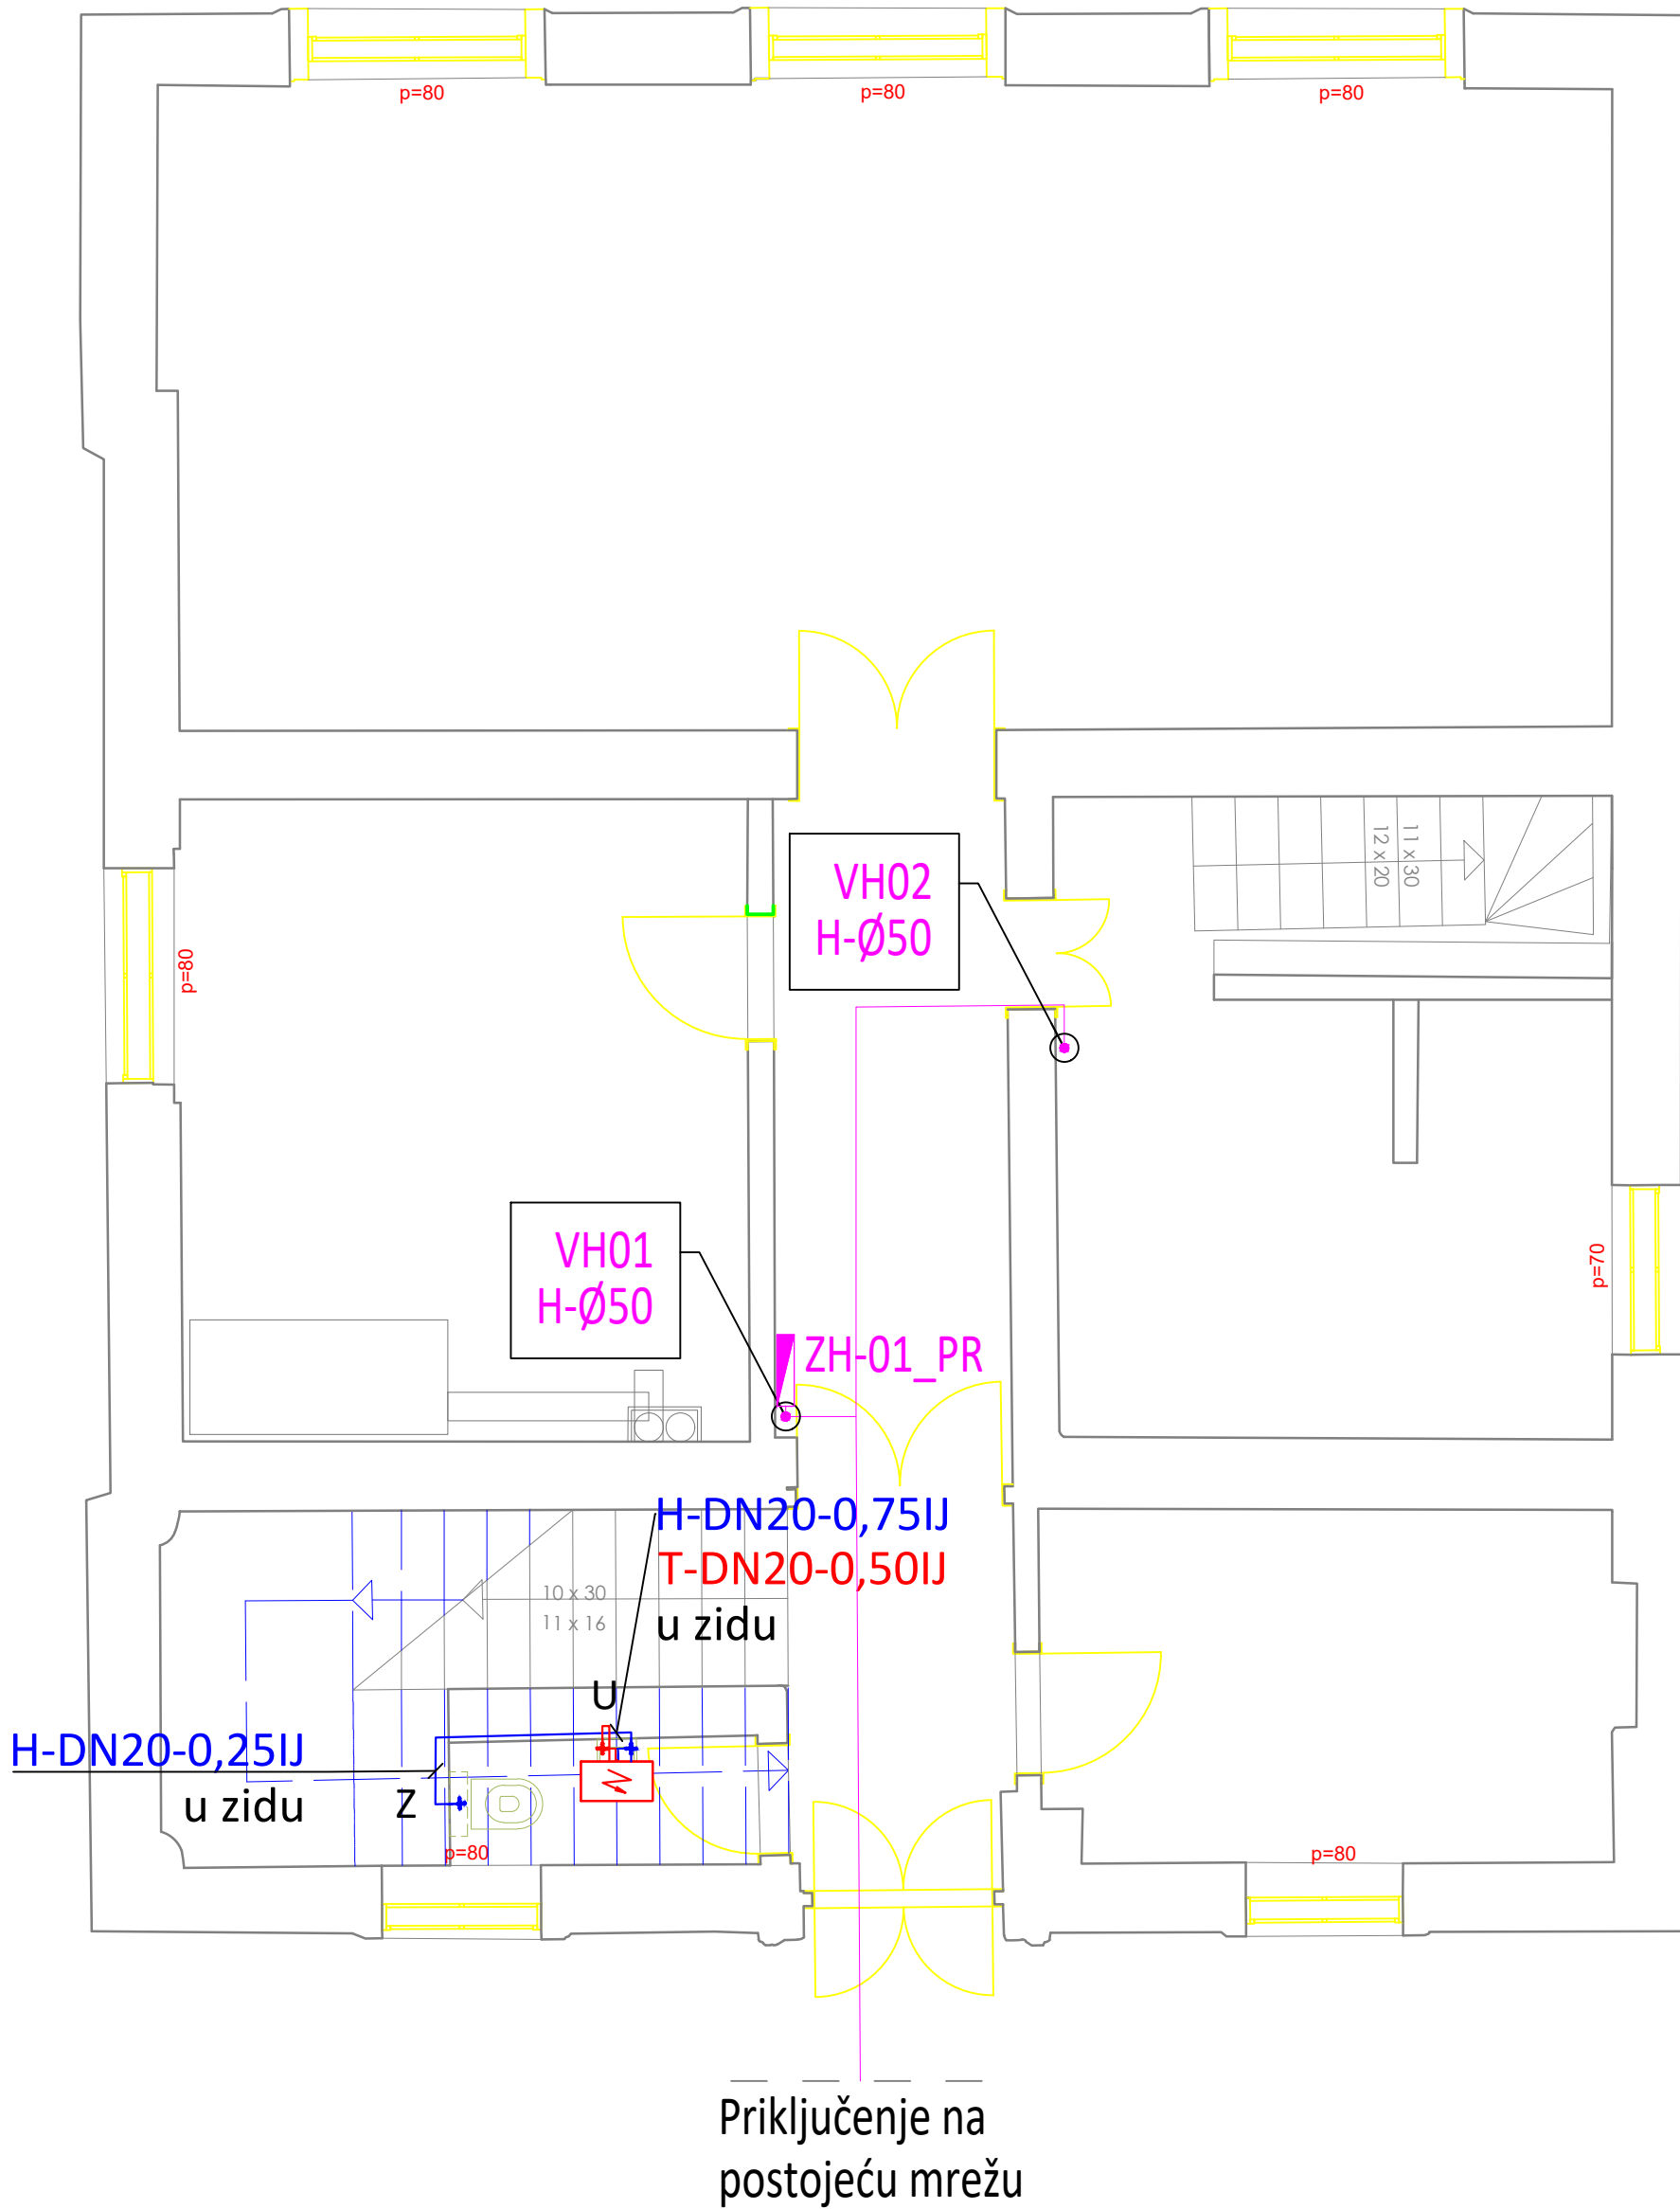 p=80
p=80
p=80
11 x 30
12 x 20
VH02
H-Ø50
p=80
VH01
H-Ø50
p=70
ZH-01_PR
H-DN20-0,75IJ
T-DN20-0,50IJ
u zidu
10 x 30
11 x 16
U
H-DN20-0,25IJ
u zidu
Z
p=80
p=80
Priključenje na
postojeću mrežu